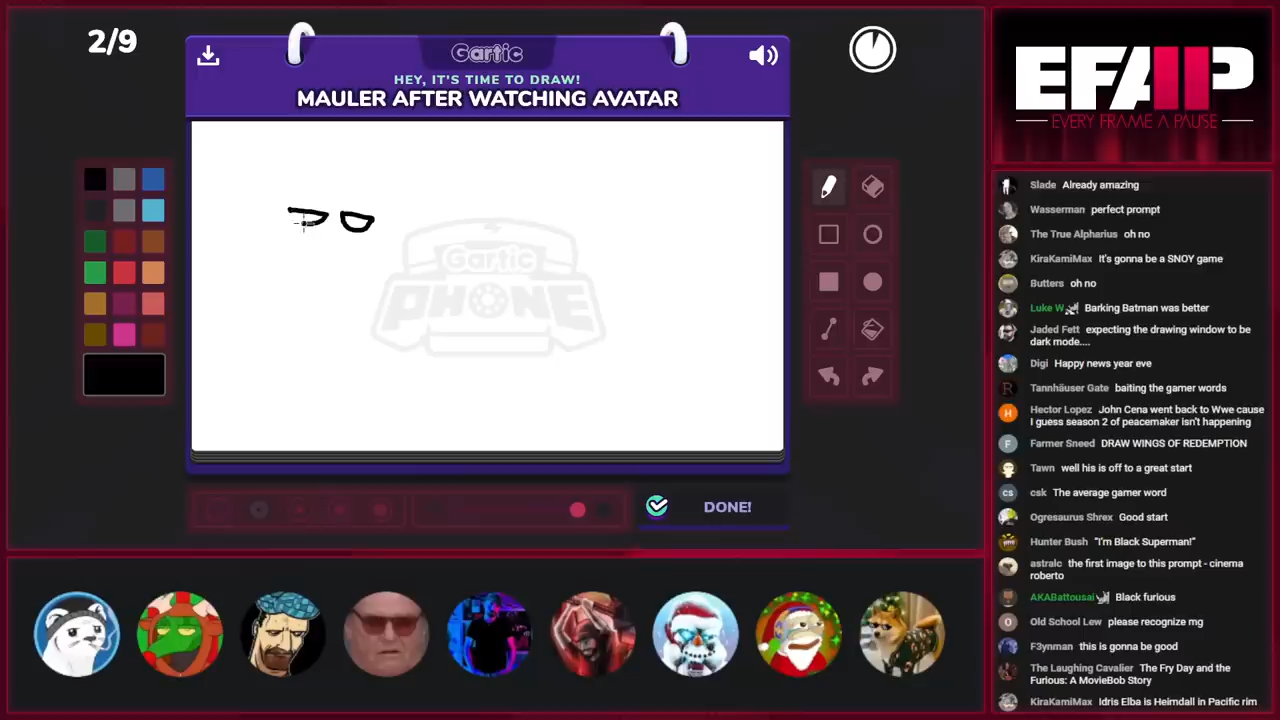 2/9
Gartic
HEY, IT'S TIME TO DRAW!
MAULER AFTER WATCHING AVATAR
Gartic
PHONE
DONE!
EFAP
EVERY FRAME A PAUSE
Slade Already amazing
Wasserman perfect prompt
The True Alpharius oh no
KiraKamiMax It's gonna be a SNOY game
Butters oh no
Luke W Barking Batman was better
Jaded Fett expecting the drawing window to be
dark mode....
Digi Happy news year eve
Tannhäuser Gate baiting the gamer words
H Hector Lopez John Cena went back to Wwe cause
I guess season 2 of peacemaker isn't happening
F Farmer Sneed DRAW WINGS OF REDEMPTION
Tawn well his is off to a great start
cs csk The average gamer word
Ogresaurus Shrex Good start
Hunter Bush "I'm Black Superman!"
astralc the first image to this prompt - cinema
roberto
AKABattousai Black furious
O Old School Lew please recognize mg
F3ynman this is gonna be good
The Laughing Cavalier The Fry Day and the
Furious: A MovieBob Story
KiraKamiMax Idris Elba is Heimdall in Pacific rim